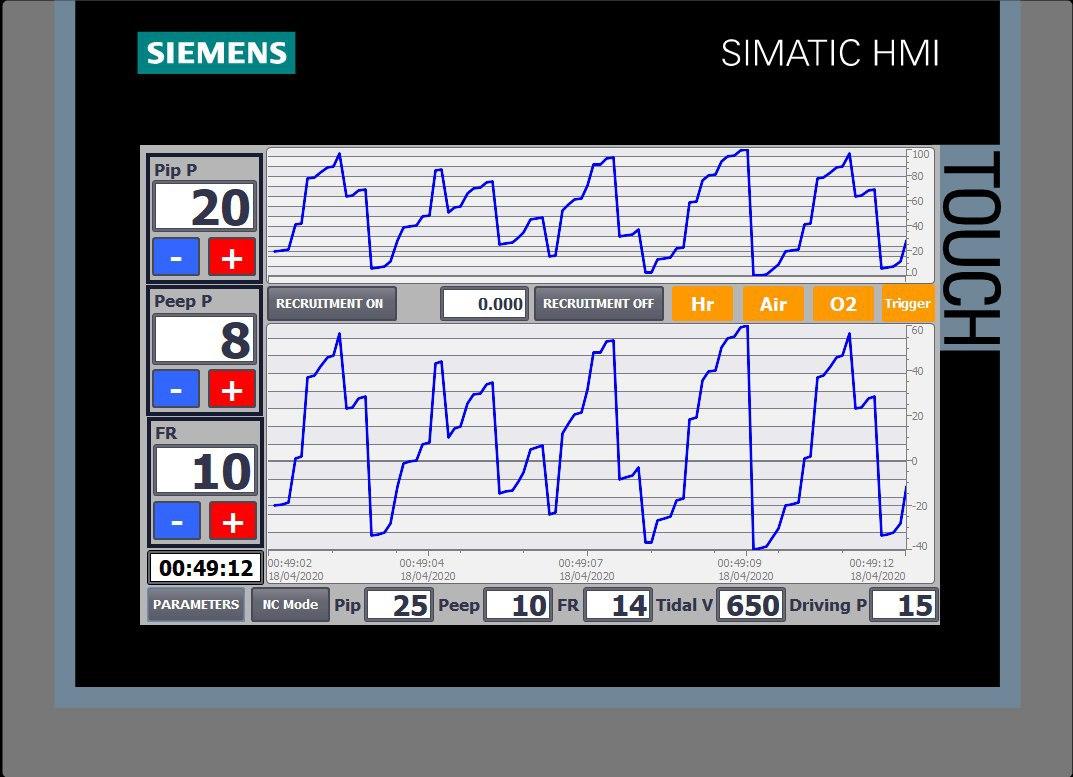 SIEMENS
SIMATIC HMI
TOUCH
Pip P
20
- +
Peep P
8
- +
FR
10
- +
00:49:12
100
80
60
40
20
0
RECRUITMENT ON 0.000 RECRUITMENT OFF Hr Air O2 Trigger
60
40
20
0
-20
-40
00:49:02 00:49:04 00:49:07 00:49:09 00:49:12
18/04/2020 18/04/2020 18/04/2020 18/04/2020 18/04/2020
PARAMETERS NC Mode Pip 25 Peep 10 FR 14 Tidal V 650 Driving P 15